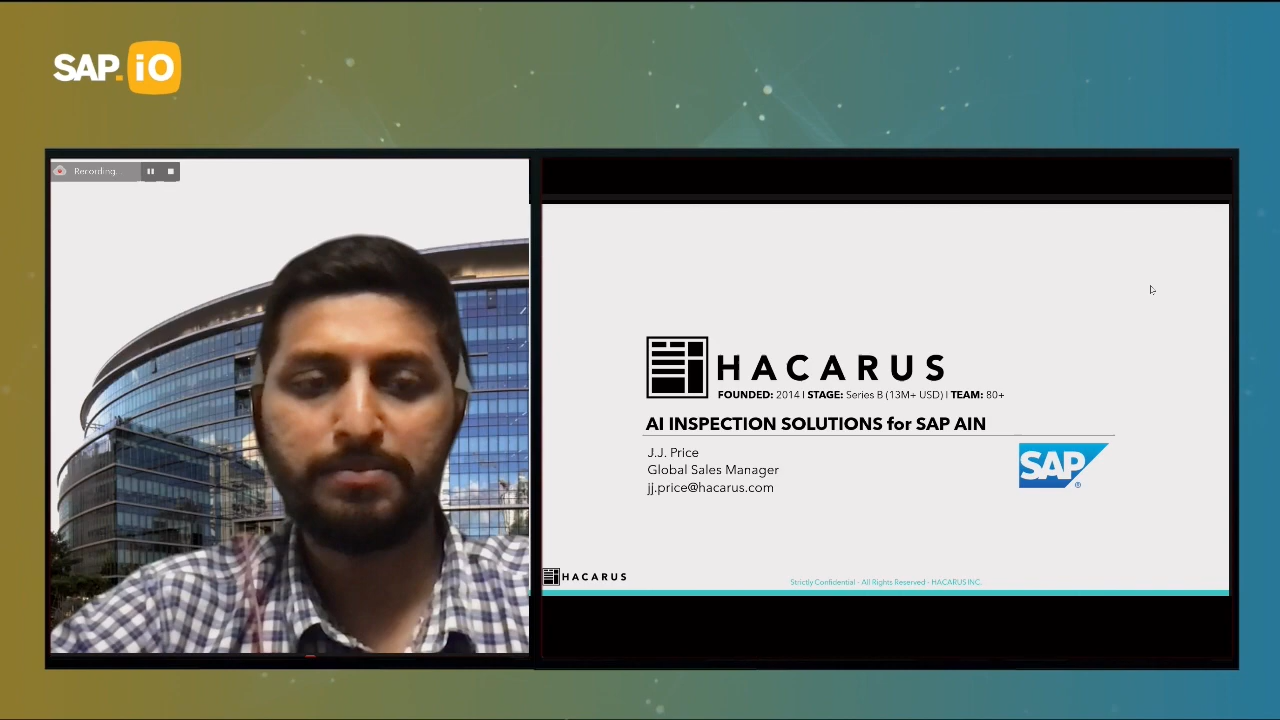 SAP.iO
Recording.
HACARUS
FOUNDED: 2014 I STAGE: Series B (13M+ USD) I TEAM: 80+
AI INSPECTION SOLUTIONS for SAP AIN
J.J. Price
Global Sales Manager
jj.price@hacarus.com
SAP®
HACARUS
Strictly Confidential - All Rights Reserved - HACARUS INC.